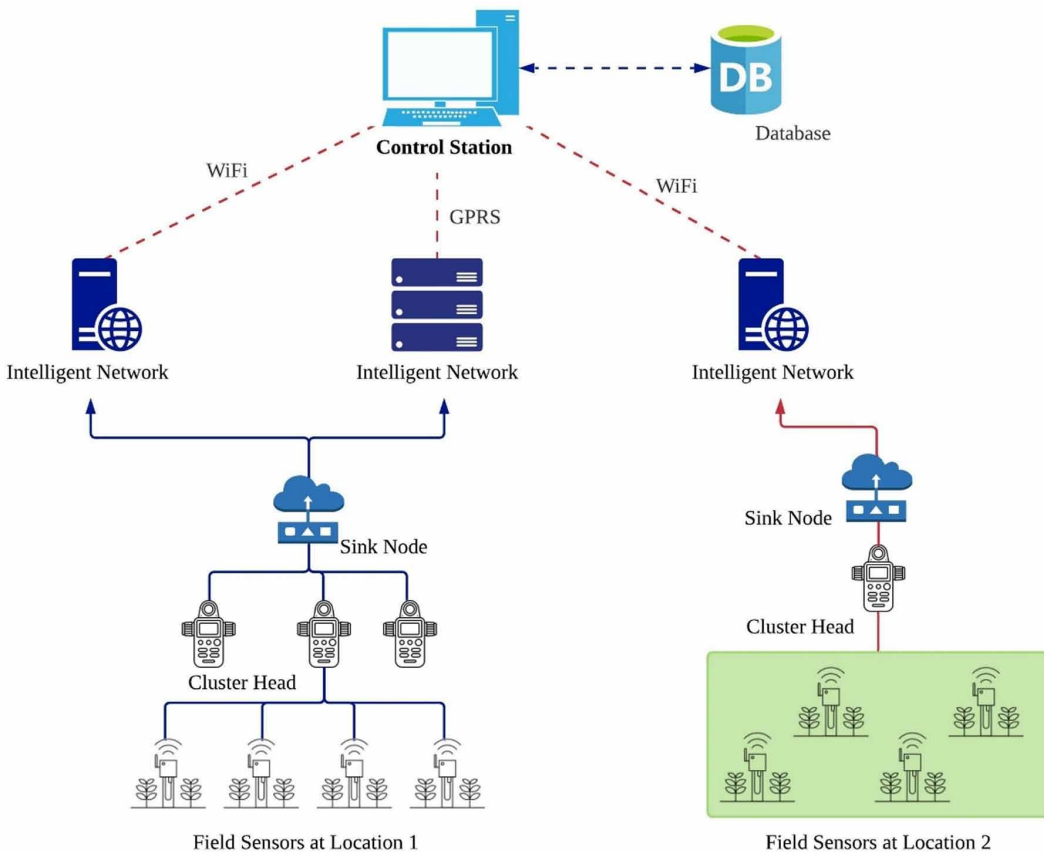 DB
Database
Control Station
WiFi
WiFi
GPRS
Intelligent Network
Intelligent Network
Intelligent Network
Sink Node
Sink Node
Cluster Head
Cluster Head
Field Sensors at Location 1
Field Sensors at Location 2